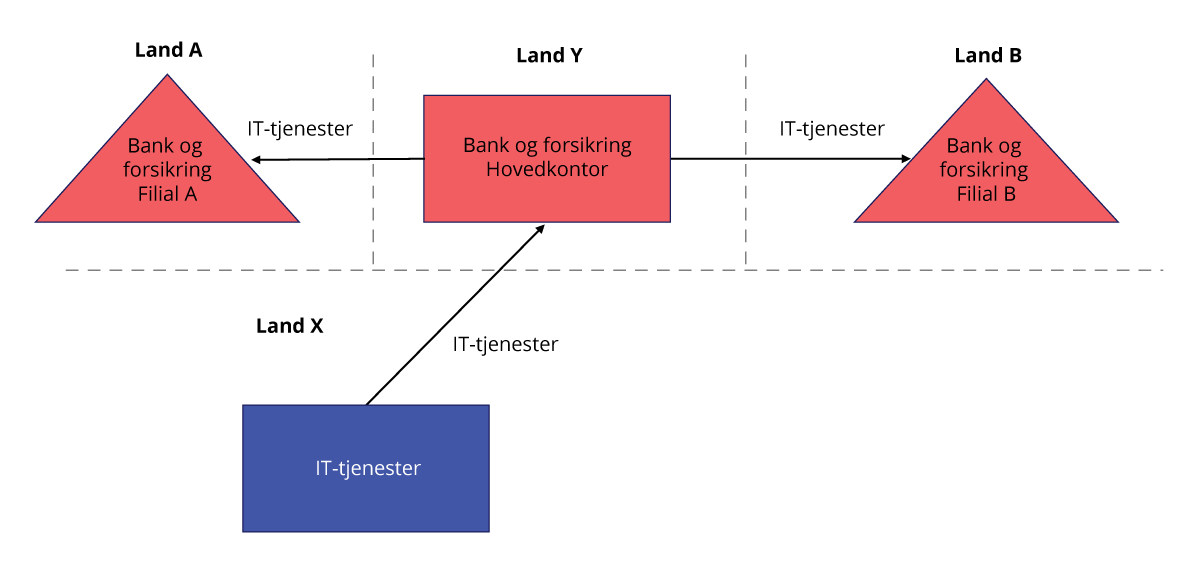 Land A
Land Y
Land B
IT-tjenester
IT-tjenester
Bank og
forsikring
Filial A
Bank og forsikring
Hovedkontor
Bank og
forsikring
Filial B
Land X
IT-tjenester
IT-tjenester